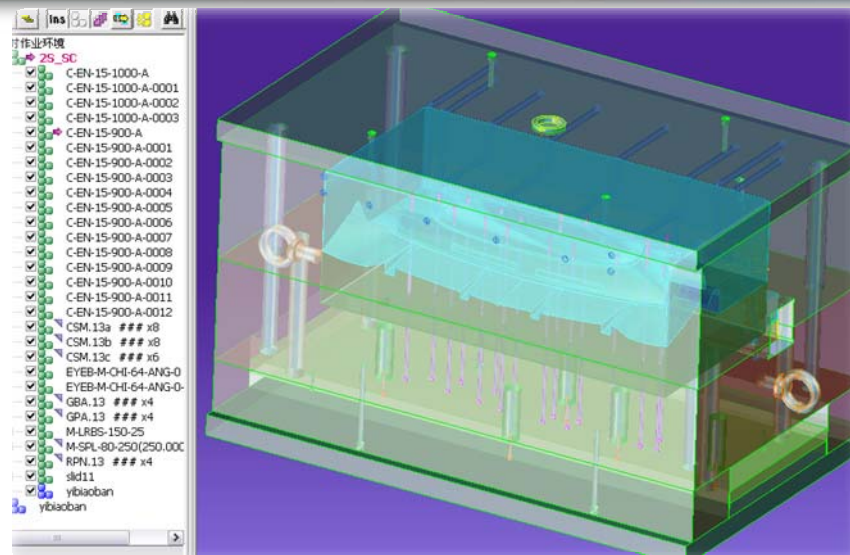 Ins
时作业环境
2S_SC
C-EN-15-1000-A
C-EN-15-1000-A-0001
C-EN-15-1000-A-0002
C-EN-15-1000-A-0003
C-EN-15-900-A
C-EN-15-900-A-0001
C-EN-15-900-A-0002
C-EN-15-900-A-0003
C-EN-15-900-A-0004
C-EN-15-900-A-0005
C-EN-15-900-A-0006
C-EN-15-900-A-0007
C-EN-15-900-A-0008
C-EN-15-900-A-0009
C-EN-15-900-A-0010
C-EN-15-900-A-0011
C-EN-15-900-A-0012
CSM.13a ### x8
CSM.13b ### x8
CSM.13c ### x6
EYEB-M-CHI-64-ANG-0
EYEB-M-CHI-64-ANG-0-
GBA.13 ### x4
GPA.13 ### x4
M-LRBS-150-25
M-SPL-80-250(250.000
RPN.13 ### x4
slid11
yibiaoban
yibiaoban